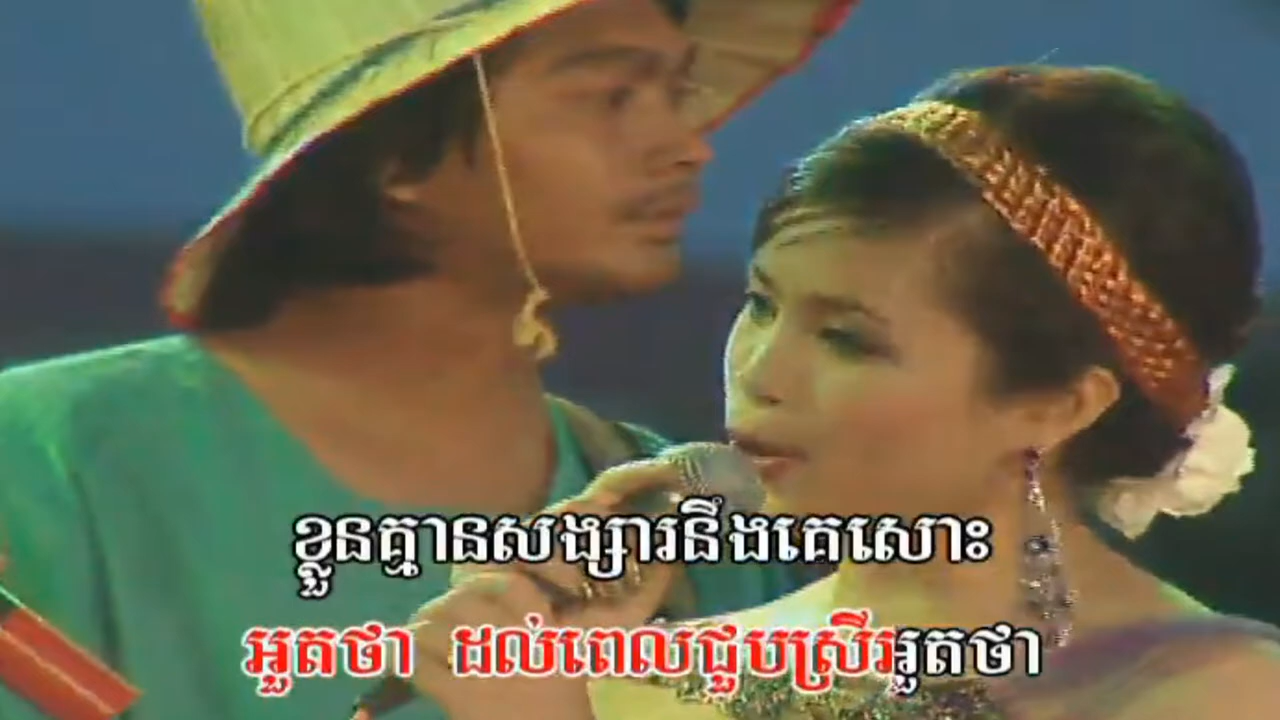 ខ្លួនគ្មានសង្សារនឹងគេសោះ
អួតថា ដល់ពេលជួបស្រីអួតថា